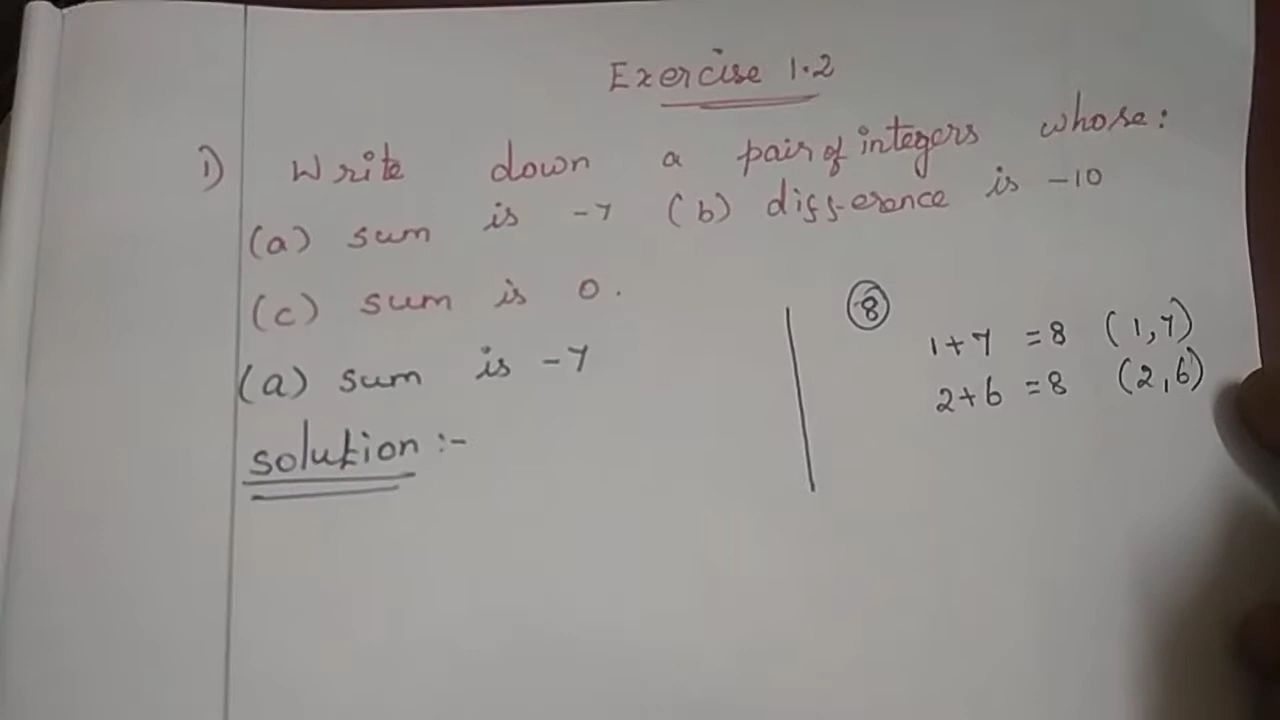 Exercise 1.2
1) Write down a pair of integers whose:
(a) sum is -7 (b) difference is -10
(c) sum is 0.
(a) sum is -7
solution :-
8
1+7 =8 (1,7)
2+6 =8 (2,6)